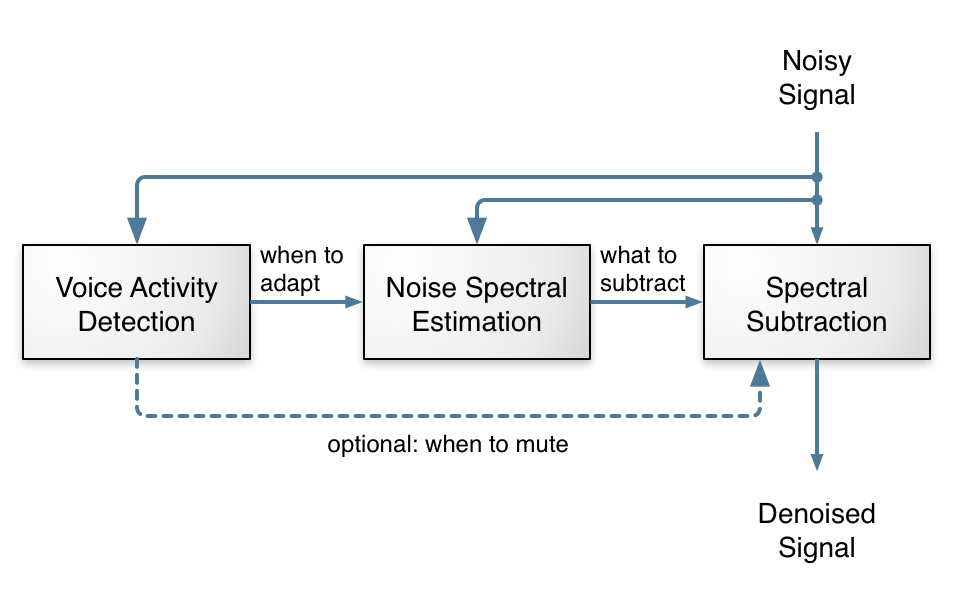 Noisy
Signal
when to
adapt
what to
subtract
Voice Activity
Detection
Noise Spectral
Estimation
Spectral
Subtraction
optional: when to mute
Denoised
Signal